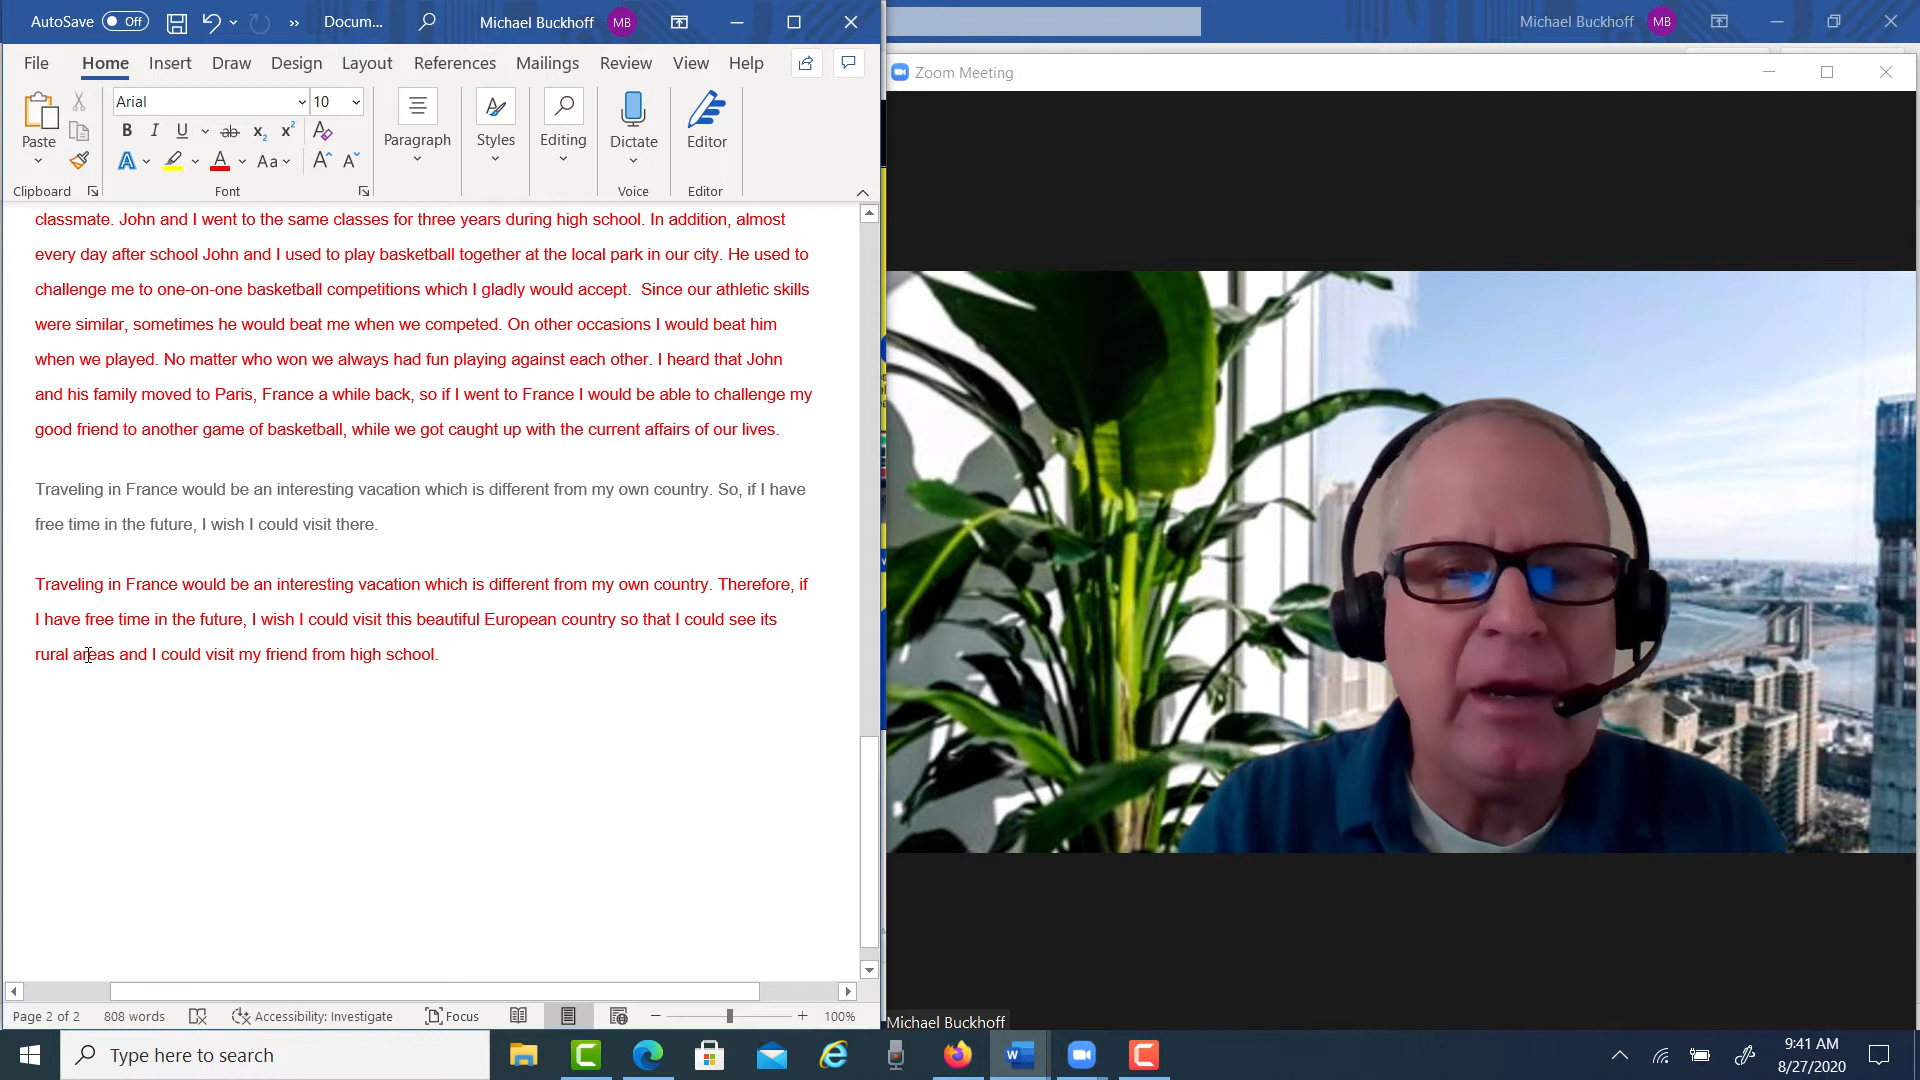 AutoSave Off Docum... Michael Buckhoff MB
Michael Buckhoff MB
File Home Insert Draw Design Layout References Mailings Review View Help
Zoom Meeting
Paste
Arial 10
Paragraph
Styles
Editing
Dictate
Editor
Clipboard Font Voice Editor
classmate. John and I went to the same classes for three years during high school. In addition, almost
every day after school John and I used to play basketball together at the local park in our city. He used to
challenge me to one-on-one basketball competitions which I gladly would accept.  Since our athletic skills
were similar, sometimes he would beat me when we competed. On other occasions I would beat him
when we played. No matter who won we always had fun playing against each other. I heard that John
and his family moved to Paris, France a while back, so if I went to France I would be able to challenge my
good friend to another game of basketball, while we got caught up with the current affairs of our lives.
Traveling in France would be an interesting vacation which is different from my own country. So, if I have
free time in the future, I wish I could visit there.
Traveling in France would be an interesting vacation which is different from my own country. Therefore, if
I have free time in the future, I wish I could visit this beautiful European country so that I could see its
rural areas and I could visit my friend from high school.
Page 2 of 2 808 words Accessibility: Investigate Focus 100%
Michael Buckhoff
Type here to search
9:41 AM
8/27/2020